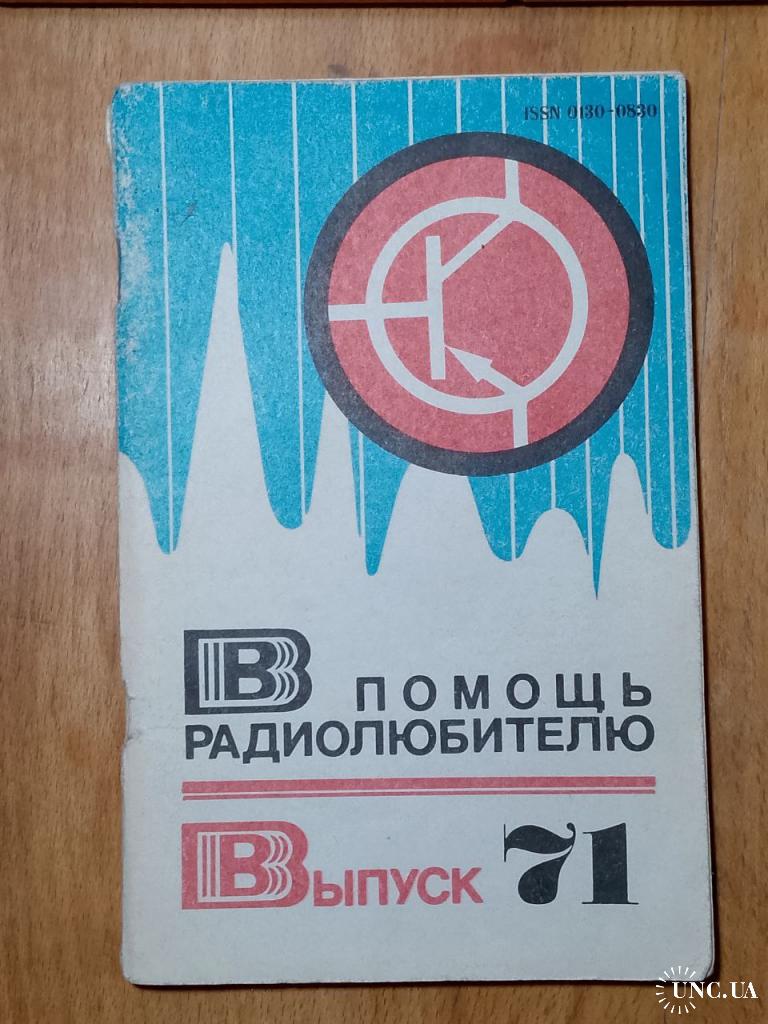 ISSN 0130-0830
В ПОМОЩЬ
РАДИОЛЮБИТЕЛЮ
Выпуск 71
UNC.UA